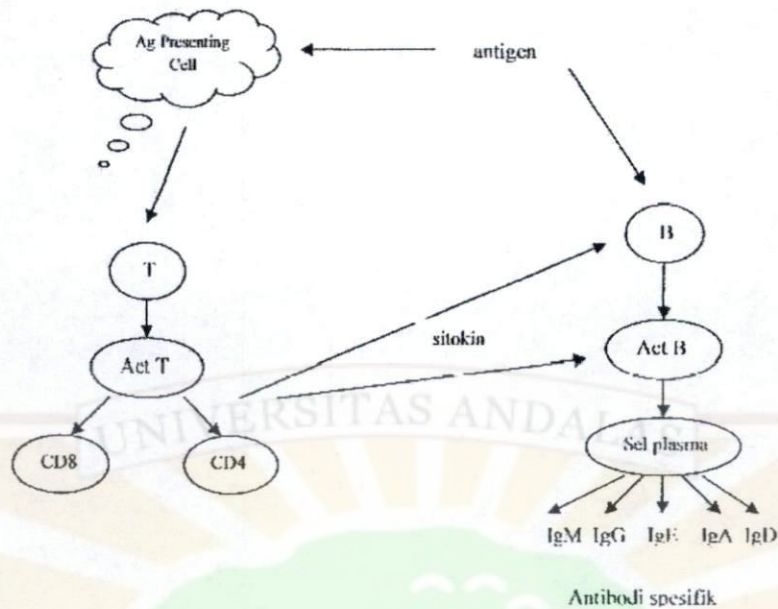 Ag Presenting
Cell
antigen
B
T
sitokin
Act T
Act B
UNIVERSITAS ANDALAS
CD8
CD4
Sel plasma
IgM IgG IgE IgA IgD
Antibodi spesifik